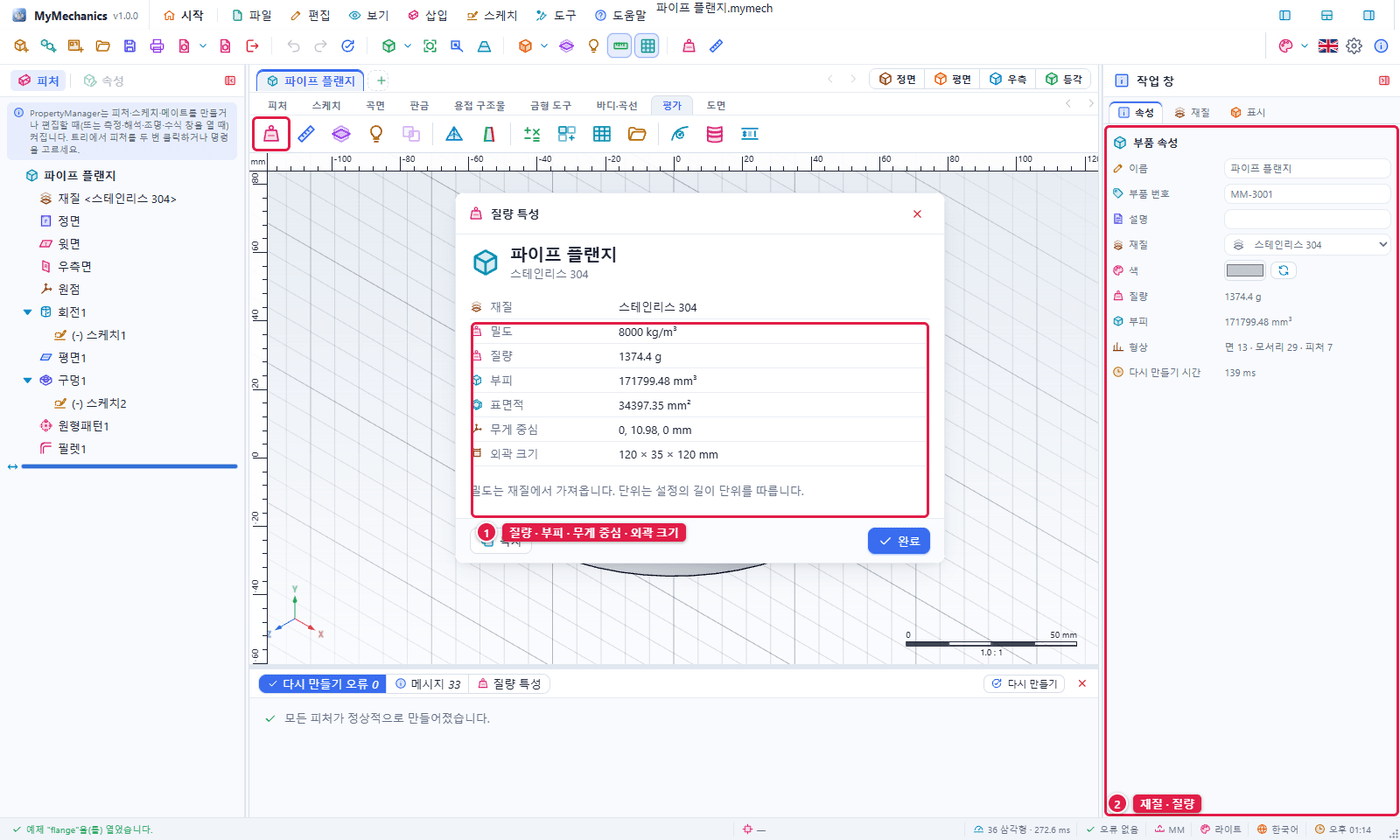 MyMechanics v1.0.0
시작
파일
편집
보기
삽입
스케치
도구
도움말
파이프 플랜지.mymech
피처
속성
PropertyManager는 피처·스케치·메이트를 만들거
나 편집할 때(또는 측정·해석·조명·수식 창을 열 때)
켜집니다. 트리에서 피처를 두 번 클릭하거나 명령
을 고르세요.
파이프 플랜지
재질 <스테인리스 304>
정면
윗면
우측면
원점
회전1
(-) 스케치1
평면1
구멍1
(-) 스케치2
원형패턴1
필렛1
파이프 플랜지
정면
평면
우측
등각
피처
스케치
곡면
판금
용접 구조물
금형 도구
바디·곡선
평가
도면
mm
-100
-80
-60
-40
-20
0
20
40
60
80
100
120
80
60
40
20
0
-20
-40
-60
질량 특성
파이프 플랜지
스테인리스 304
재질 스테인리스 304
밀도 8000 kg/m³
질량 1374.4 g
부피 171799.48 mm³
표면적 34397.35 mm²
무게 중심 0, 10.98, 0 mm
외곽 크기 120 × 35 × 120 mm
밀도는 재질에서 가져옵니다. 단위는 설정의 길이 단위를 따릅니다.
1 질량 · 부피 · 무게 중심 · 외곽 크기
완료
Y
X
Z
0 50 mm
1.0 : 1
다시 만들기 오류 0
메시지 33
질량 특성
다시 만들기
모든 피처가 정상적으로 만들어졌습니다.
작업 창
속성
재질
표시
부품 속성
이름 파이프 플랜지
부품 번호 MM-3001
설명
재질 스테인리스 304
색
질량 1374.4 g
부피 171799.48 mm³
형상 면 13 · 모서리 29 · 피처 7
다시 만들기 시간 139 ms
2 재질 · 질량
예제 "flange"을(를) 열었습니다.
—
36 삼각형 · 272.6 ms
오류 없음
MM
라이트
한국어
오후 01:14